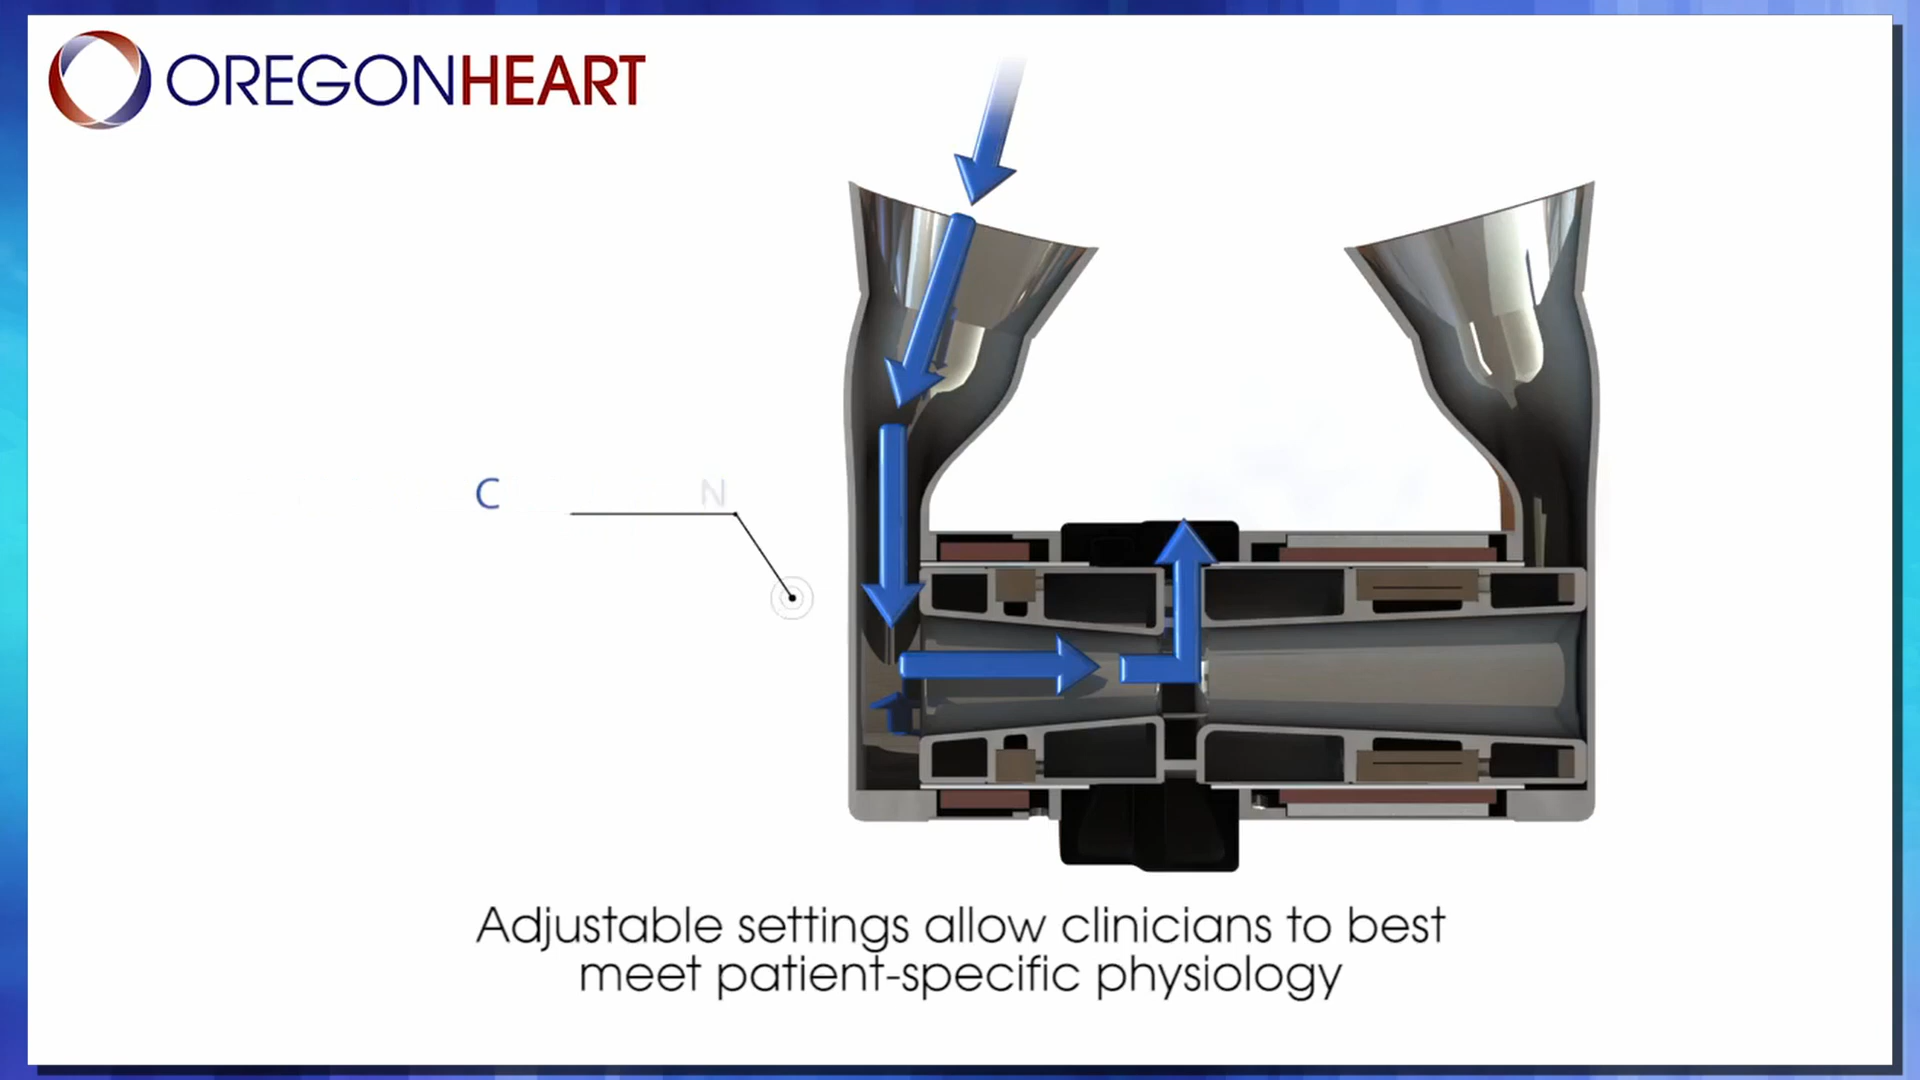 OREGONHEART
C N
Adjustable settings allow clinicians to best
meet patient-specific physiology